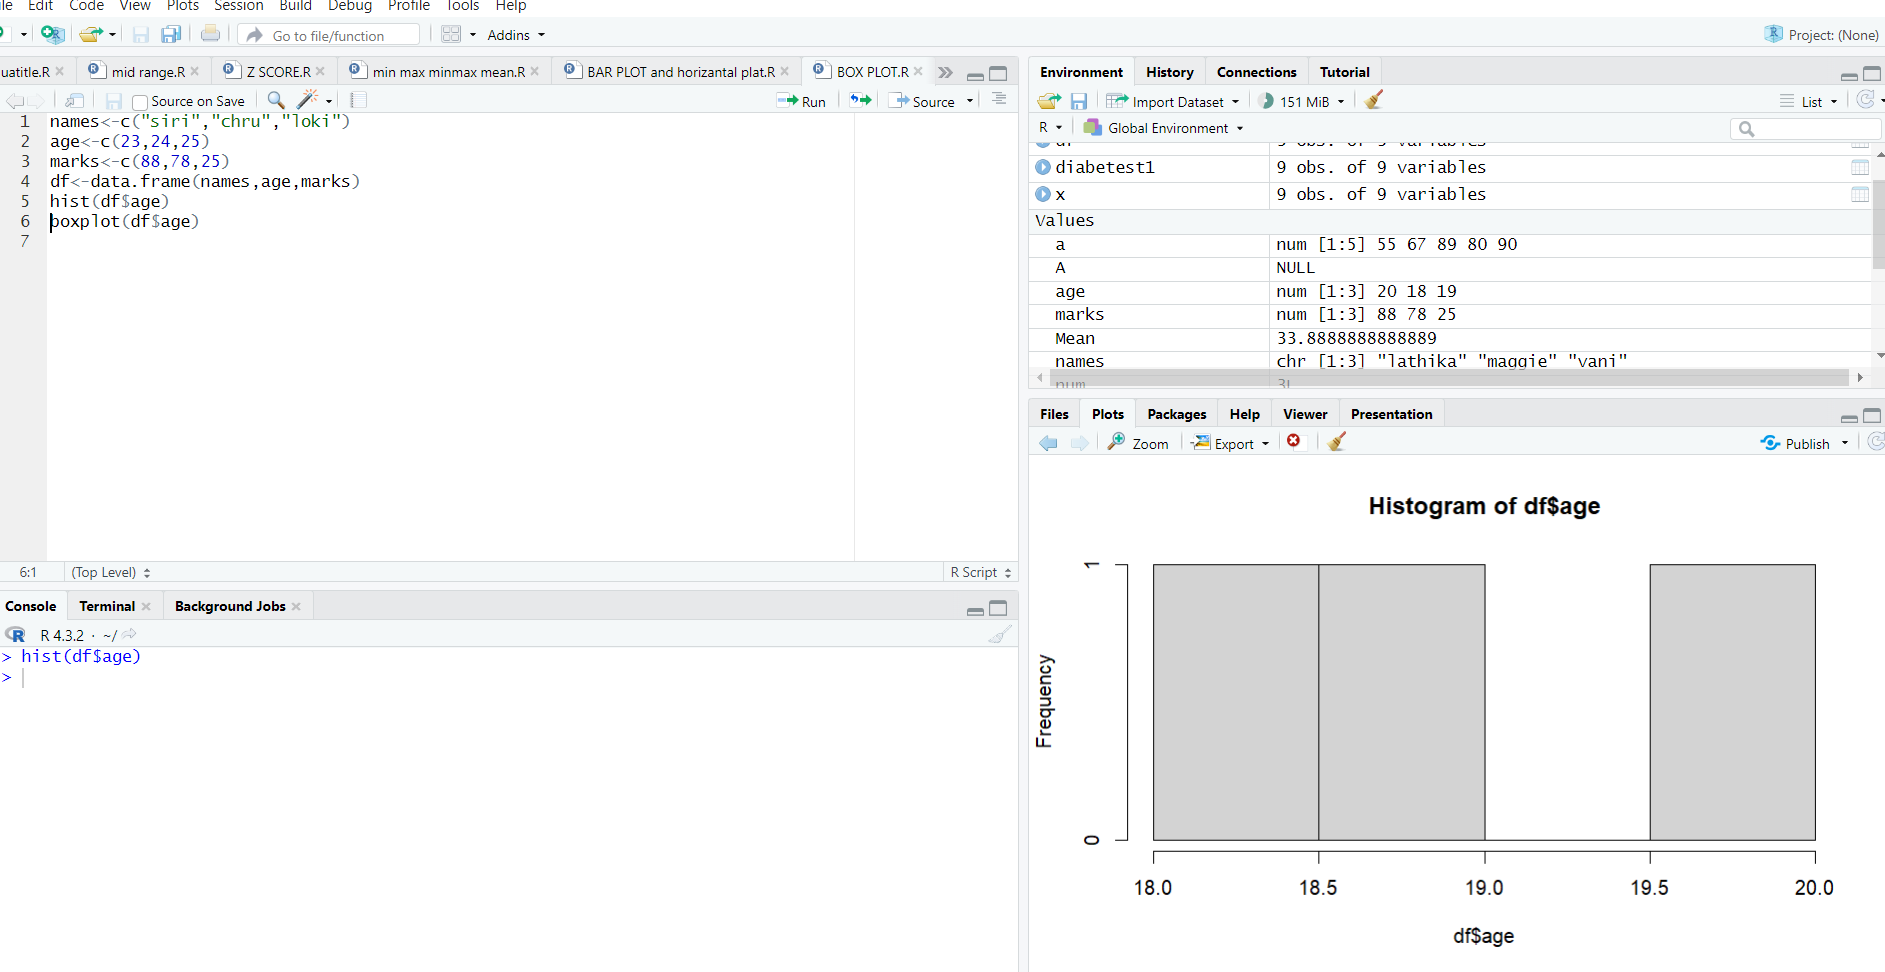 Edit Code View Plots Session Build Debug Profile Tools Help
Go to file/function Addins Project: (None)
uatitle.R mid range.R Z SCORE.R min max minmax mean.R BAR PLOT and horizantal plat.R BOX PLOT.R
Source on Save Run Source
1 names<-c("siri","chru","loki")
2 age<-c(23,24,25)
3 marks<-c(88,78,25)
4 df<-data.frame(names,age,marks)
5 hist(df$age)
6 boxplot(df$age)
7
6:1 (Top Level) R Script
Console Terminal Background Jobs
R 4.3.2 · ~/
> hist(df$age)
>
Environment History Connections Tutorial
Import Dataset 151 MiB List
R Global Environment
df 9 obs. of 9 variables
diabetest1 9 obs. of 9 variables
x 9 obs. of 9 variables
Values
a num [1:5] 55 67 89 80 90
A NULL
age num [1:3] 20 18 19
marks num [1:3] 88 78 25
Mean 33.8888888888889
names chr [1:3] "lathika" "maggie" "vani"
num 3L
Files Plots Packages Help Viewer Presentation
Zoom Export Publish
Histogram of df$age
Frequency
1
0
18.0 18.5 19.0 19.5 20.0
df$age